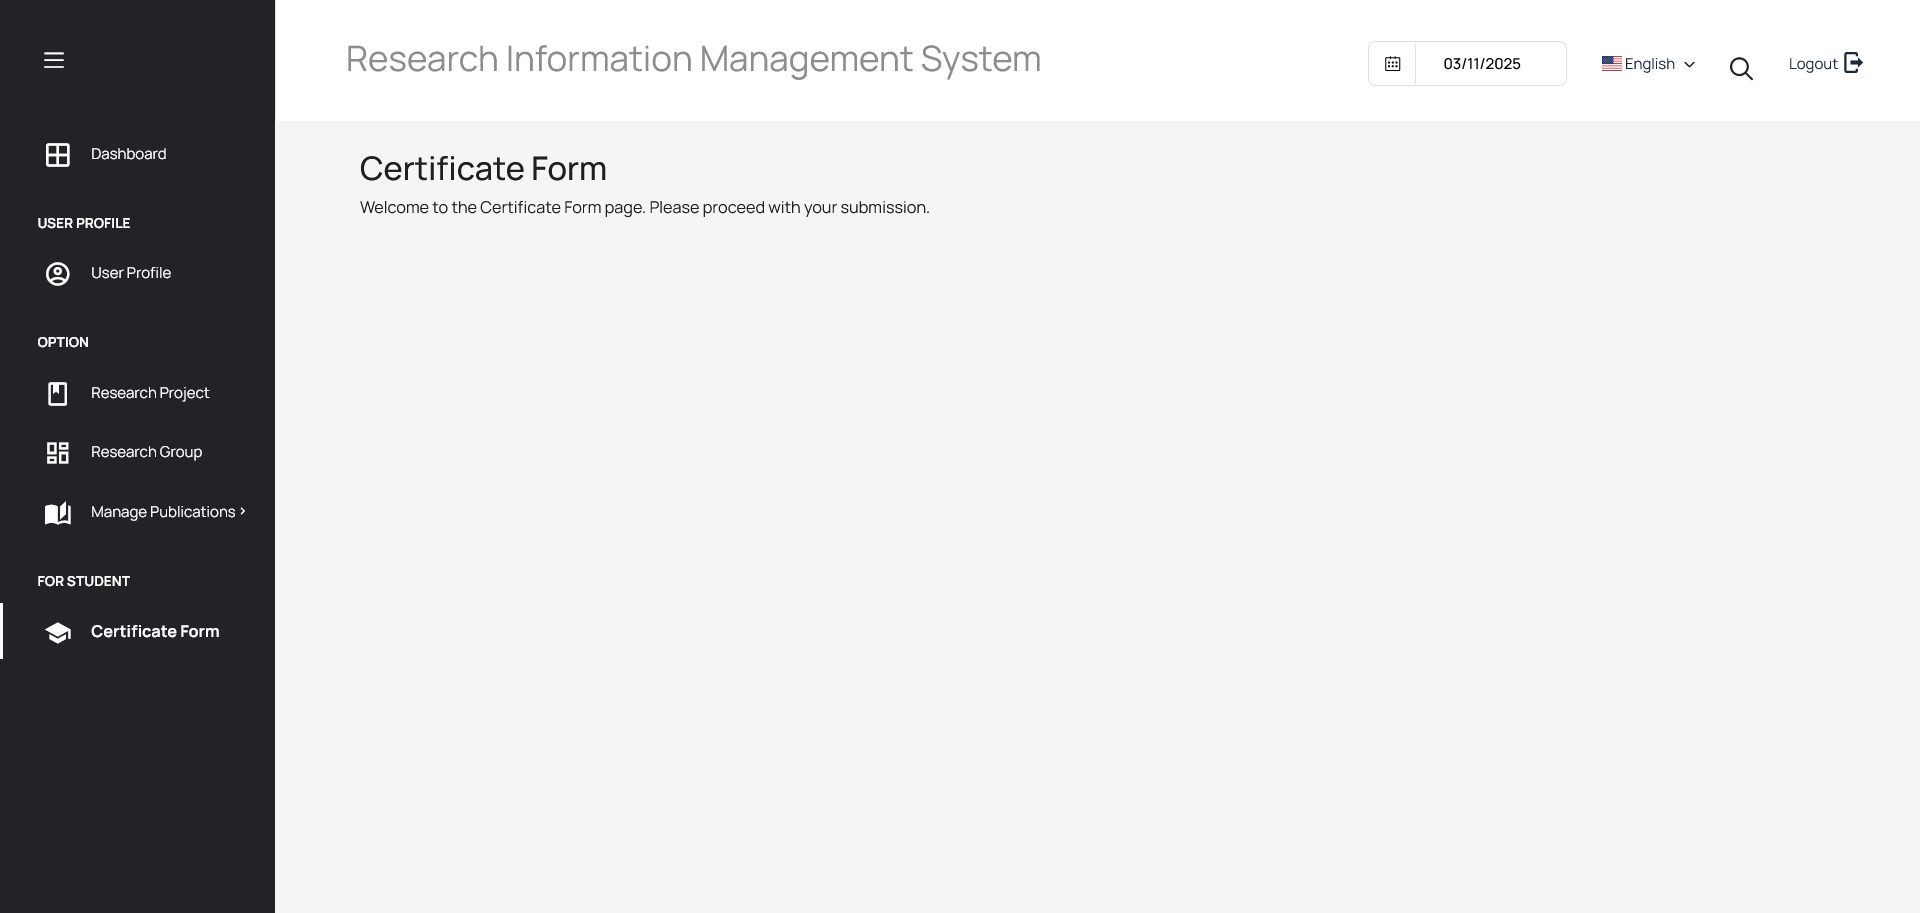 Research Information Management System
03/11/2025
English
Logout
Dashboard
USER PROFILE
User Profile
OPTION
Research Project
Research Group
Manage Publications
FOR STUDENT
Certificate Form
Certificate Form
Welcome to the Certificate Form page. Please proceed with your submission.